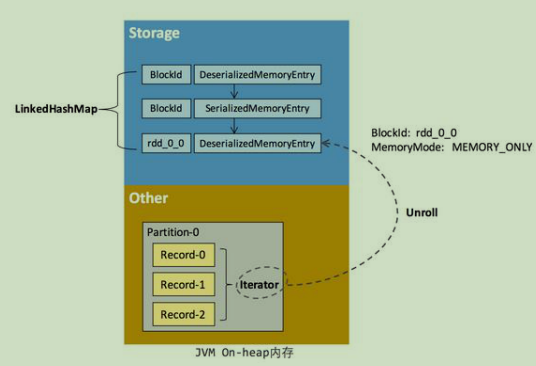 Storage
BlockId DeserializedMemoryEntry
LinkedHashMap
BlockId SerializedMemoryEntry
rdd_0_0 DeserializedMemoryEntry
BlockId: rdd_0_0
MemoryMode: MEMORY_ONLY
Other
Unroll
Partition-0
Record-0
Record-1
Iterator
Record-2
JVM On-heap内存